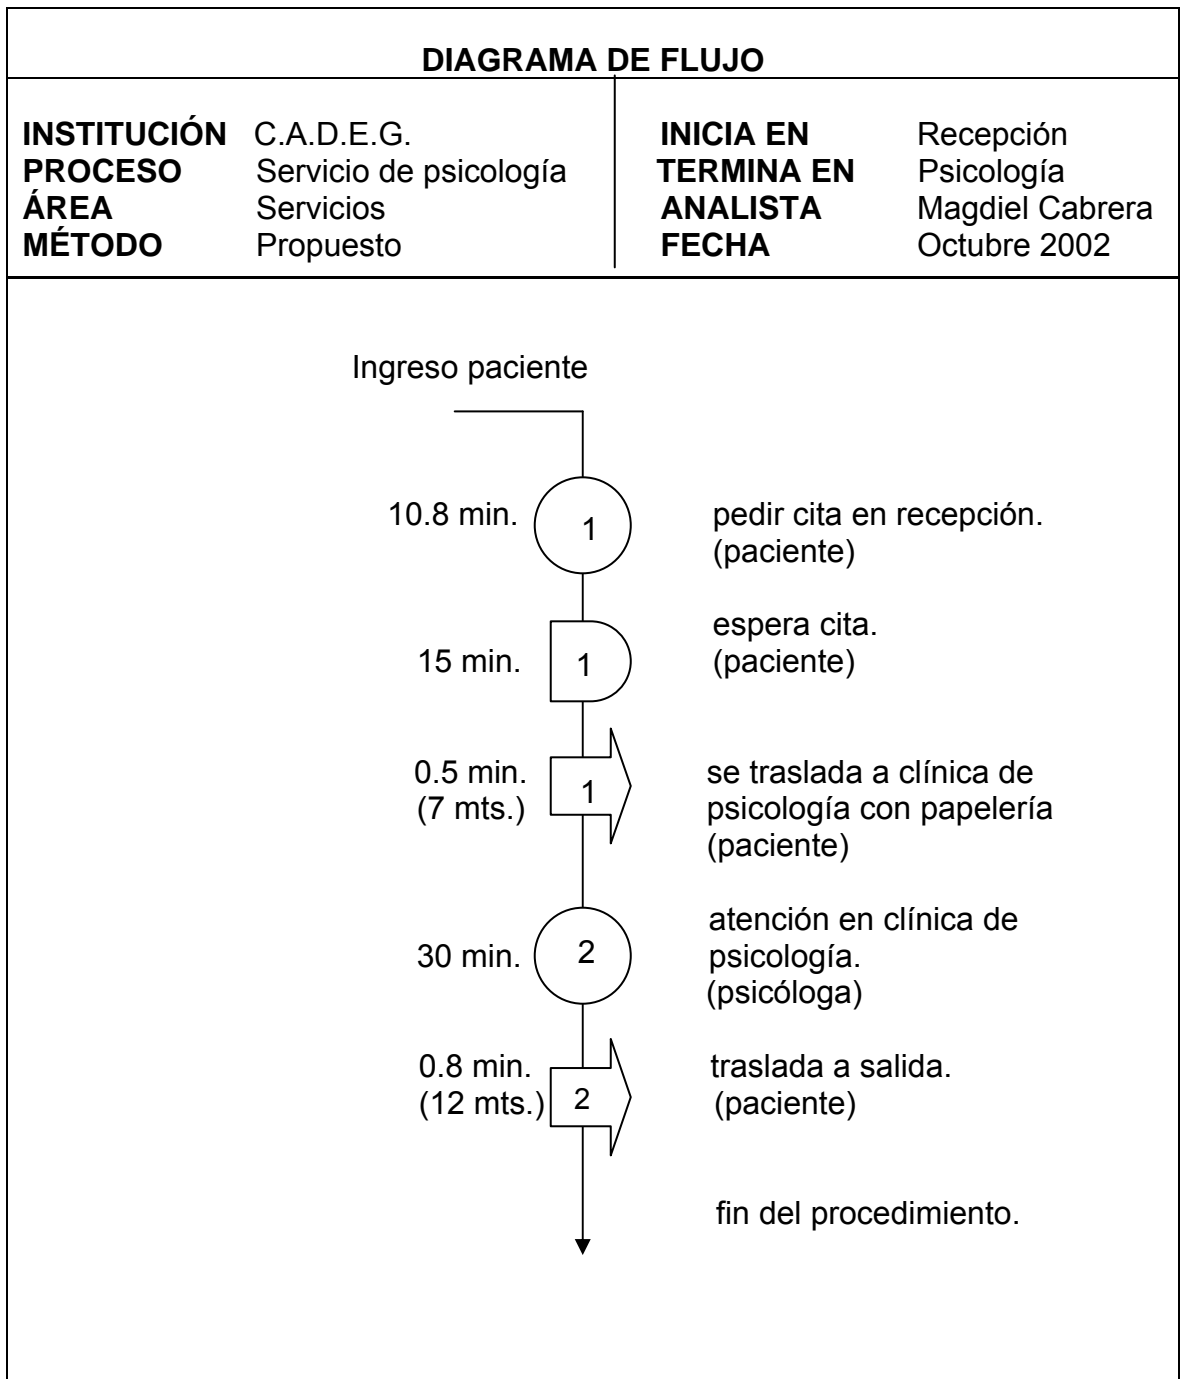 DIAGRAMA DE FLUJO
INSTITUCIÓN C.A.D.E.G.
PROCESO Servicio de psicología
ÁREA Servicios
MÉTODO Propuesto
INICIA EN Recepción
TERMINA EN Psicología
ANALISTA Magdiel Cabrera
FECHA Octubre 2002
Ingreso paciente
10.8 min. 1 pedir cita en recepción.
(paciente)
espera cita.
15 min. 1 (paciente)
0.5 min. se traslada a clínica de
(7 mts.) 1 psicología con papelería
(paciente)
atención en clínica de
30 min. 2 psicología.
(psicóloga)
0.8 min. traslada a salida.
(12 mts.) 2 (paciente)
fin del procedimiento.